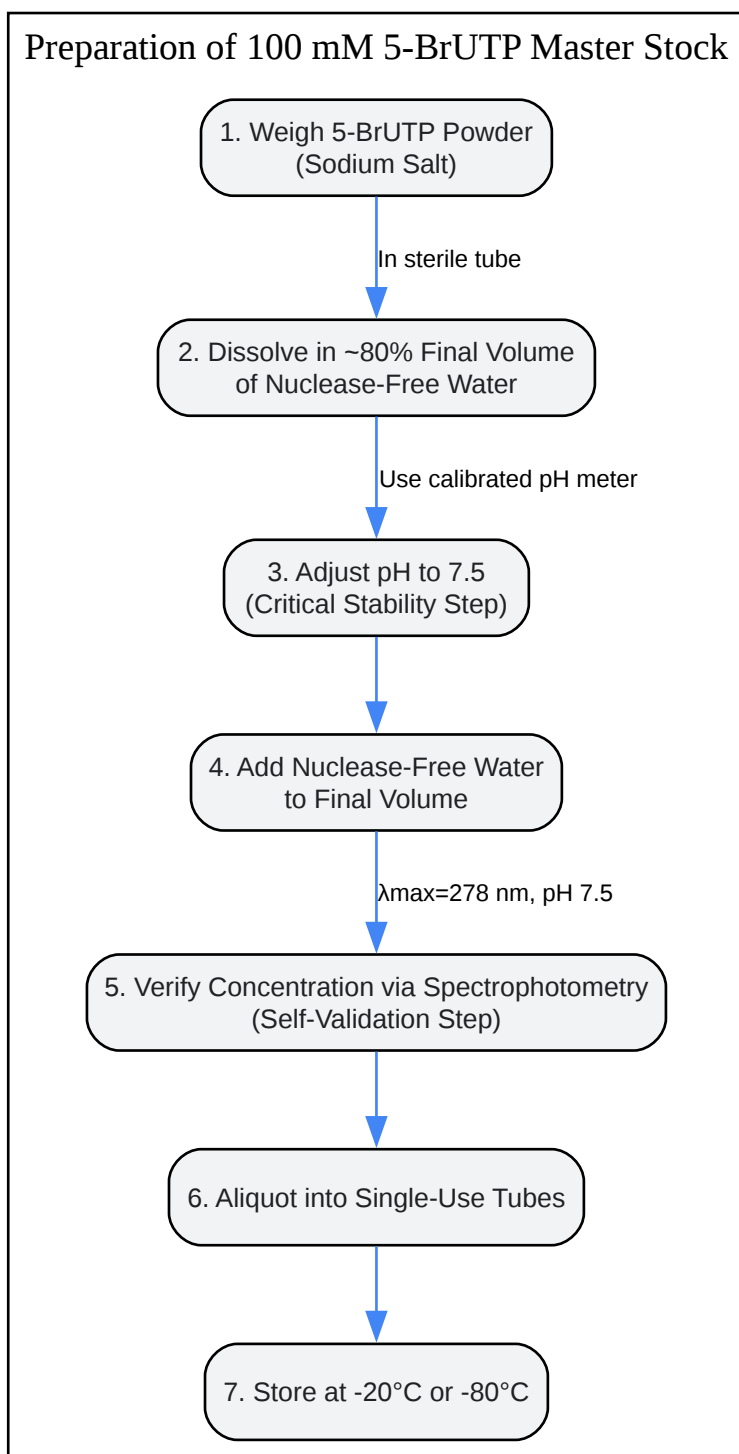 Preparation of 100 mM 5-BrUTP Master Stock
1. Weigh 5-BrUTP Powder
(Sodium Salt)
In sterile tube
2. Dissolve in ~80% Final Volume
of Nuclease-Free Water
Use calibrated pH meter
3. Adjust pH to 7.5
(Critical Stability Step)
4. Add Nuclease-Free Water
to Final Volume
λmax=278 nm, pH 7.5
5. Verify Concentration via Spectrophotometry
(Self-Validation Step)
6. Aliquot into Single-Use Tubes
7. Store at -20°C or -80°C